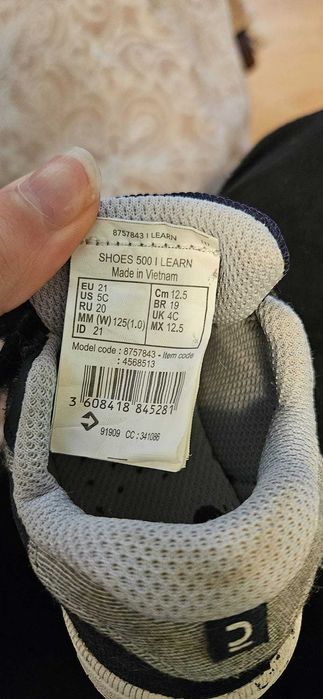 8757843 I LEARN
SHOES 500 I LEARN
Made in Vietnam
EU 21 Cm 12.5
US 5C BR 19
RU 20 UK 4C
MM (W) 125(1.0) MX 12.5
ID 21
Model code : 8757843 - Item code
: 4568513
3 608418 845281
91909 CC : 341086